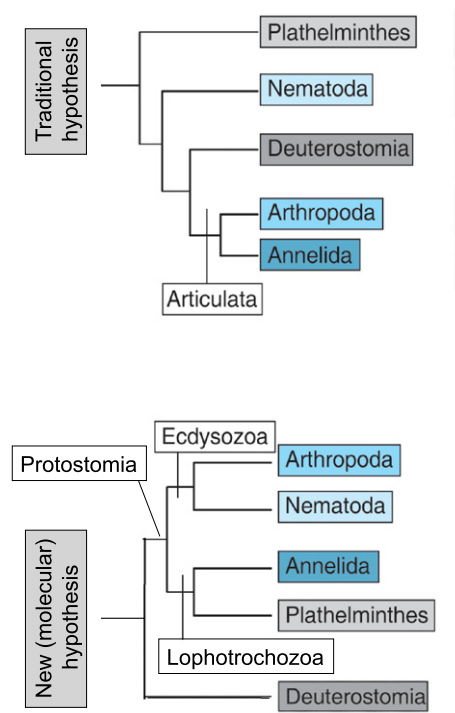 Traditional
hypothesis
Plathelminthes
Nematoda
Deuterostomia
Arthropoda
Annelida
Articulata
Ecdysozoa
Protostomia
Arthropoda
Nematoda
New (molecular)
hypothesis
Annelida
Plathelminthes
Lophotrochozoa
Deuterostomia